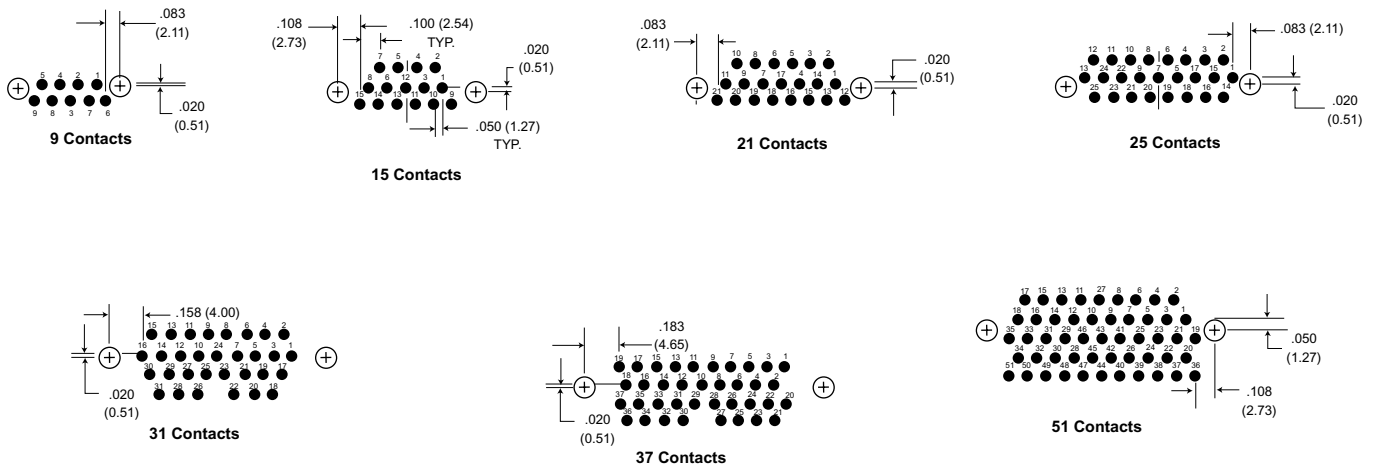 .083
(2.11)
5 4 2 1
9 8 3 7 6
.020
(0.51)
9 Contacts
.108
(2.73)
.100 (2.54)
TYP.
.020
(0.51)
7 5 4 2
8 6 12 3 1
15 14 13 11 10 9
.050 (1.27)
TYP.
15 Contacts
.083
(2.11)
.020
(0.51)
10 8 6 5 3 2
11 9 7 17 4 14 1
21 20 19 18 16 15 13 12
21 Contacts
.083 (2.11)
12 11 10 8 6 4 3 2
13 24 22 9 7 5 17 15 1
25 23 21 20 19 18 16 14
.020
(0.51)
25 Contacts
.158 (4.00)
15 13 11 9 8 6 4 2
16 14 12 10 24 7 5 3 1
30 29 27 25 23 21 19 17
31 28 26 22 20 18
.020
(0.51)
31 Contacts
.183
(4.65)
19 17 15 13 11 9 7 5 3 1
18 16 14 12 10 8 6 4 2
37 35 33 31 29 28 26 24 22 20
36 34 32 30 27 25 23 21
.020
(0.51)
37 Contacts
17 15 13 11 27 8 6 4 2
18 16 14 12 10 9 7 5 3 1
35 33 31 29 46 43 41 25 23 21 19
34 32 30 28 45 42 26 24 22 20
51 50 49 48 47 44 40 39 38 37 36
.050
(1.27)
.108
(2.73)
51 Contacts